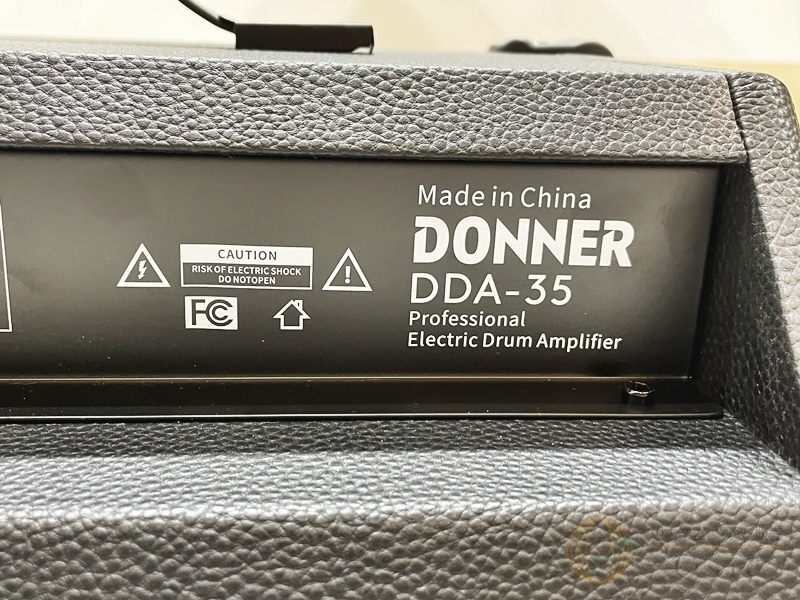 CAUTION
RISK OF ELECTRIC SHOCK
DO NOTOPEN
FC
Made in China
DONNER
DDA-35
Professional
Electric Drum Amplifier